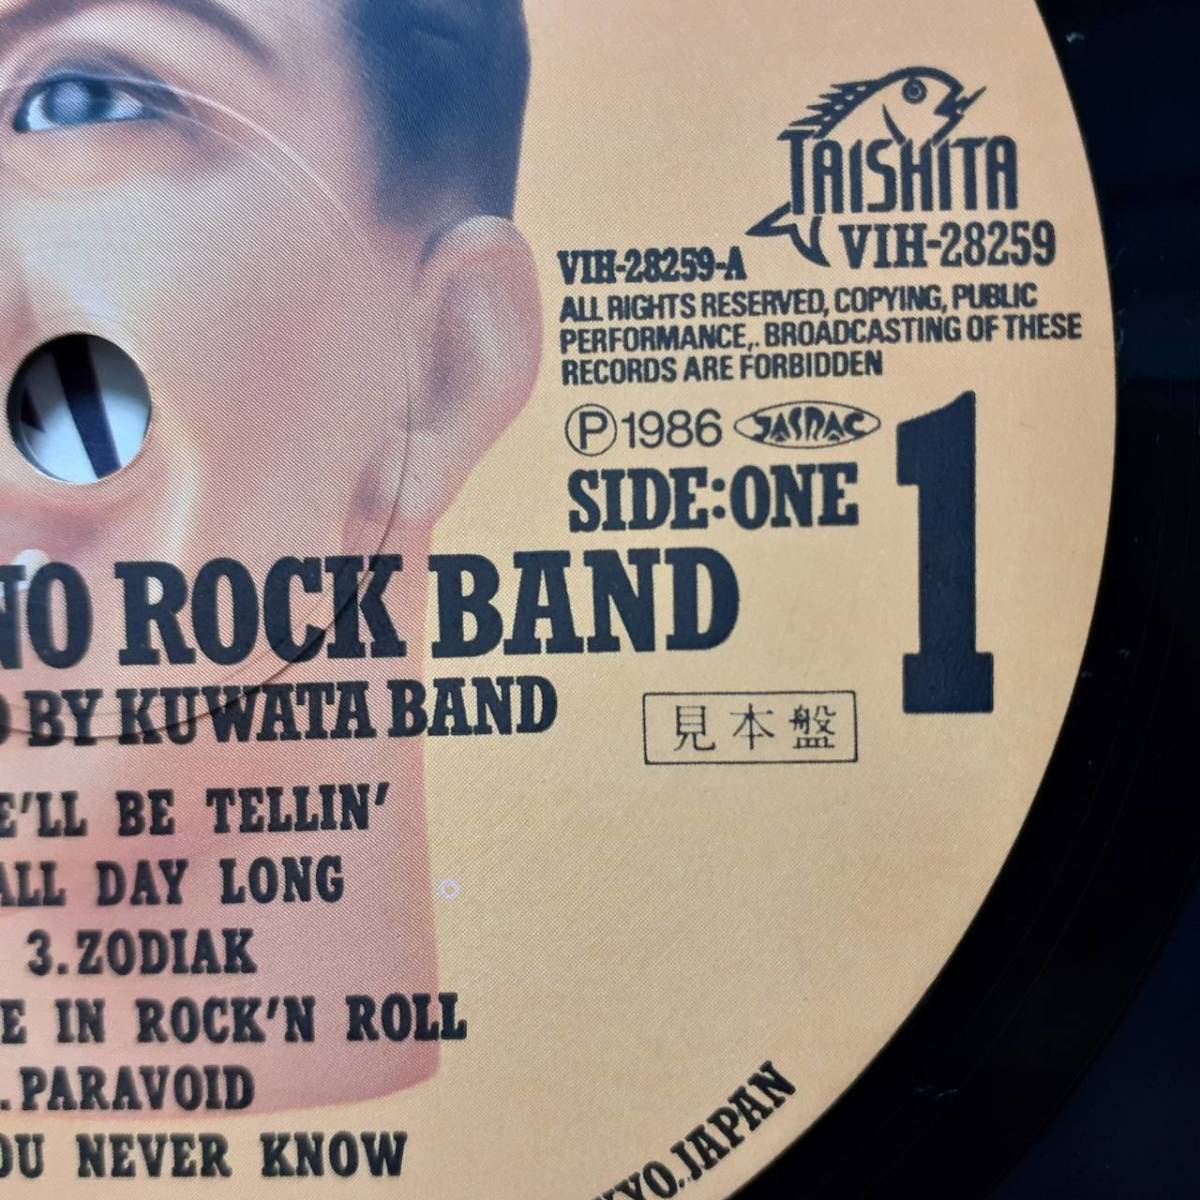 TAISHITA
VIH-28259
VIH-28259-A
ALL RIGHTS RESERVED, COPYING, PUBLIC
PERFORMANCE,. BROADCASTING OF THESE
RECORDS ARE FORBIDDEN
Ⓟ1986 JASRAC
SIDE:ONE 1
NO ROCK BAND
BY KUWATA BAND
見本盤
E'LL BE TELLIN'
ALL DAY LONG
3.ZODIAK
E IN ROCK'N ROLL
.PARAVOID
OU NEVER KNOW
YO.JAPAN